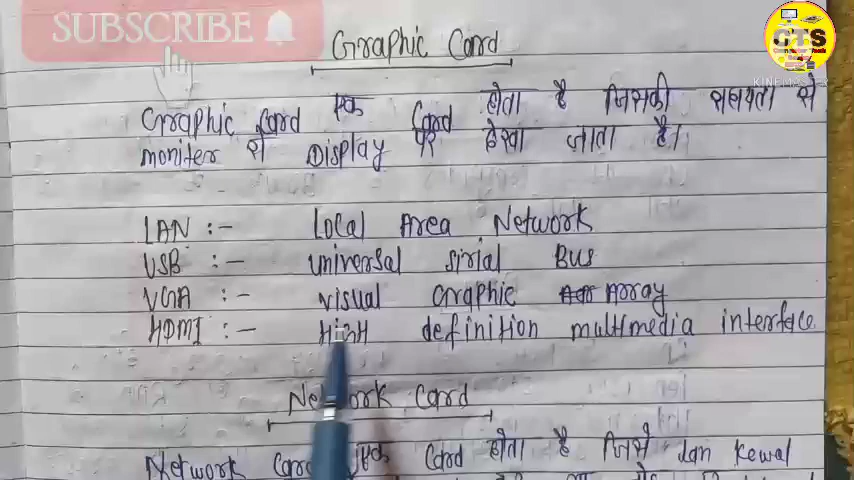 SUBSCRIBE
GTS
KINEMASTER
Graphic Card
Graphic Card एक Card होता है जिसकी सहायता से
moniter से Display पर देखा जाता है।
LAN :- Local Area Network
USB :- universal sirial Bus
VGA :- visual Graphic Array
HDMI :- High definition multimedia interface
Network Card
Network Card एक Card होता है जिसे Lan Kewal